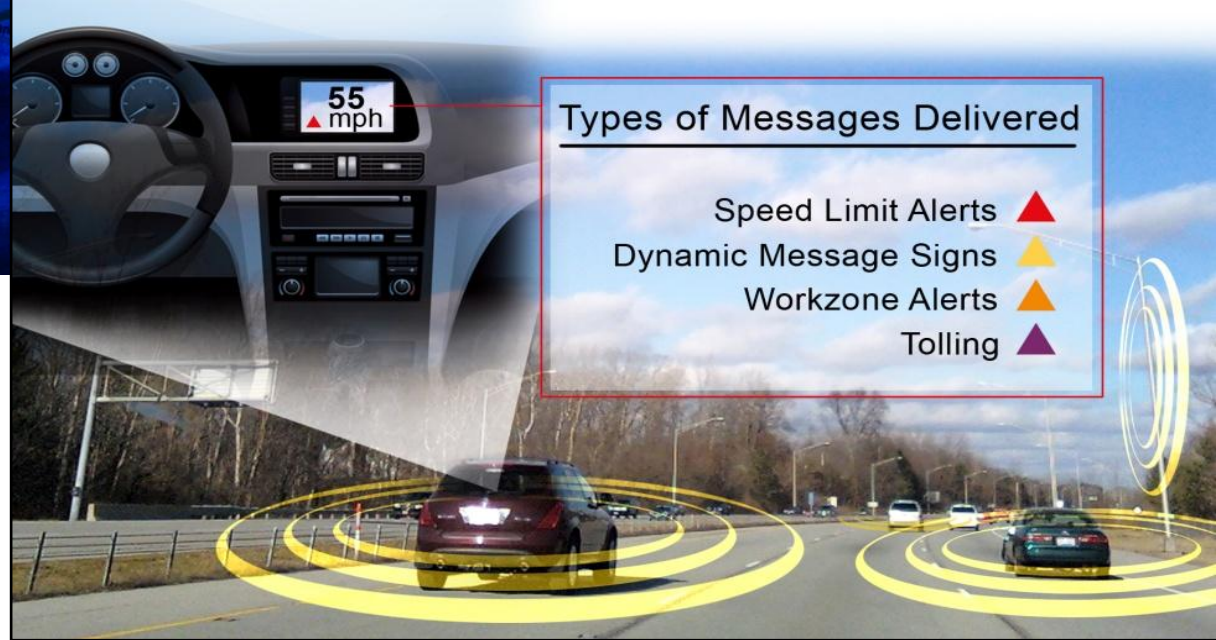 55
mph
Types of Messages Delivered
Speed Limit Alerts
Dynamic Message Signs
Workzone Alerts
Tolling